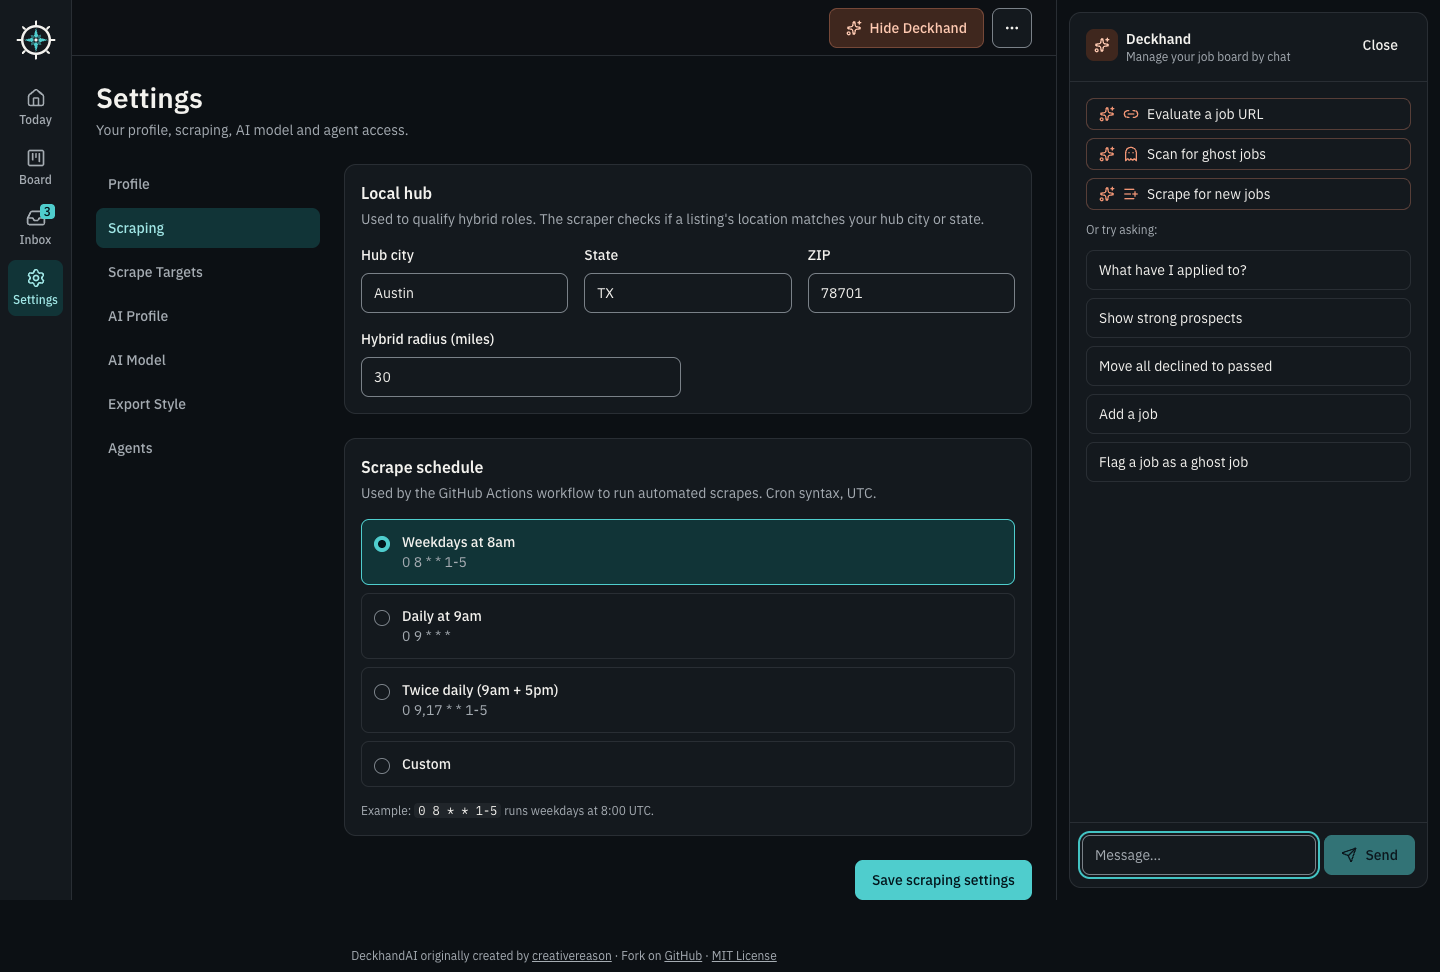 Hide Deckhand
Today
Board
3
Inbox
Settings
Settings
Your profile, scraping, AI model and agent access.
Profile
Scraping
Scrape Targets
AI Profile
AI Model
Export Style
Agents
Local hub
Used to qualify hybrid roles. The scraper checks if a listing's location matches your hub city or state.
Hub city State ZIP
Austin TX 78701
Hybrid radius (miles)
30
Scrape schedule
Used by the GitHub Actions workflow to run automated scrapes. Cron syntax, UTC.
Weekdays at 8am
0 8 * * 1-5
Daily at 9am
0 9 * * *
Twice daily (9am + 5pm)
0 9,17 * * 1-5
Custom
Example: 0 8 * * 1-5 runs weekdays at 8:00 UTC.
Save scraping settings
Deckhand
Manage your job board by chat
Close
Evaluate a job URL
Scan for ghost jobs
Scrape for new jobs
Or try asking:
What have I applied to?
Show strong prospects
Move all declined to passed
Add a job
Flag a job as a ghost job
Message...
Send
DeckhandAI originally created by creativereason · Fork on GitHub · MIT License